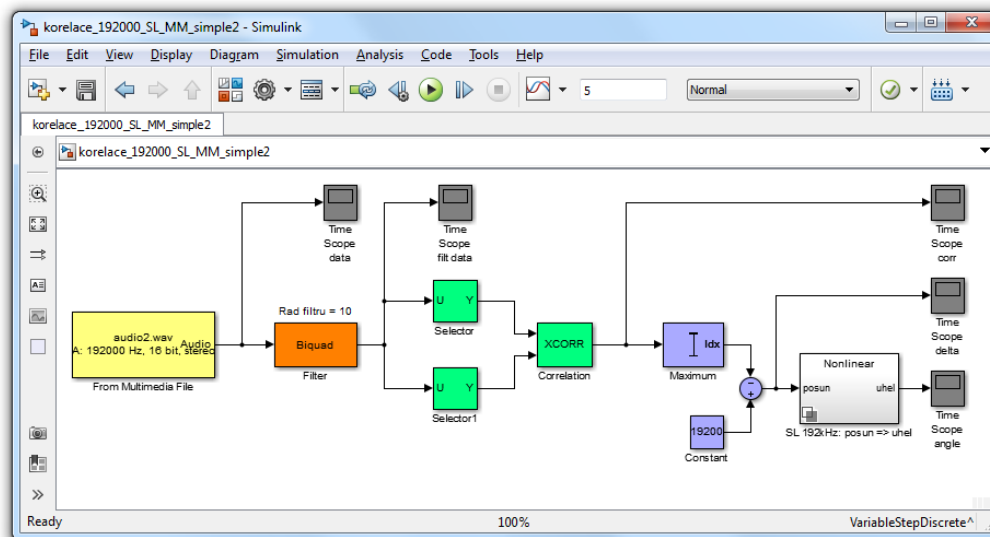 korelace_192000_SL_MM_simple2 - Simulink
File Edit View Display Diagram Simulation Analysis Code Tools Help
5
Normal
korelace_192000_SL_MM_simple2
korelace_192000_SL_MM_simple2
Time
Scope
data
Time
Scope
filt data
Time
Scope
corr
U Y
Selector
Rad filtru = 10
audio2.wav
A: 192000 Hz, 16 bit, stereo
Audio
From Multimedia File
Biquad
Filter
XCORR
Correlation
Idx
Maximum
Time
Scope
delta
U Y
Selector1
-
+
19200
Constant
Nonlinear
posun uhel
SL 192kHz: posun => uhel
Time
Scope
angle
Ready 100% VariableStepDiscrete^